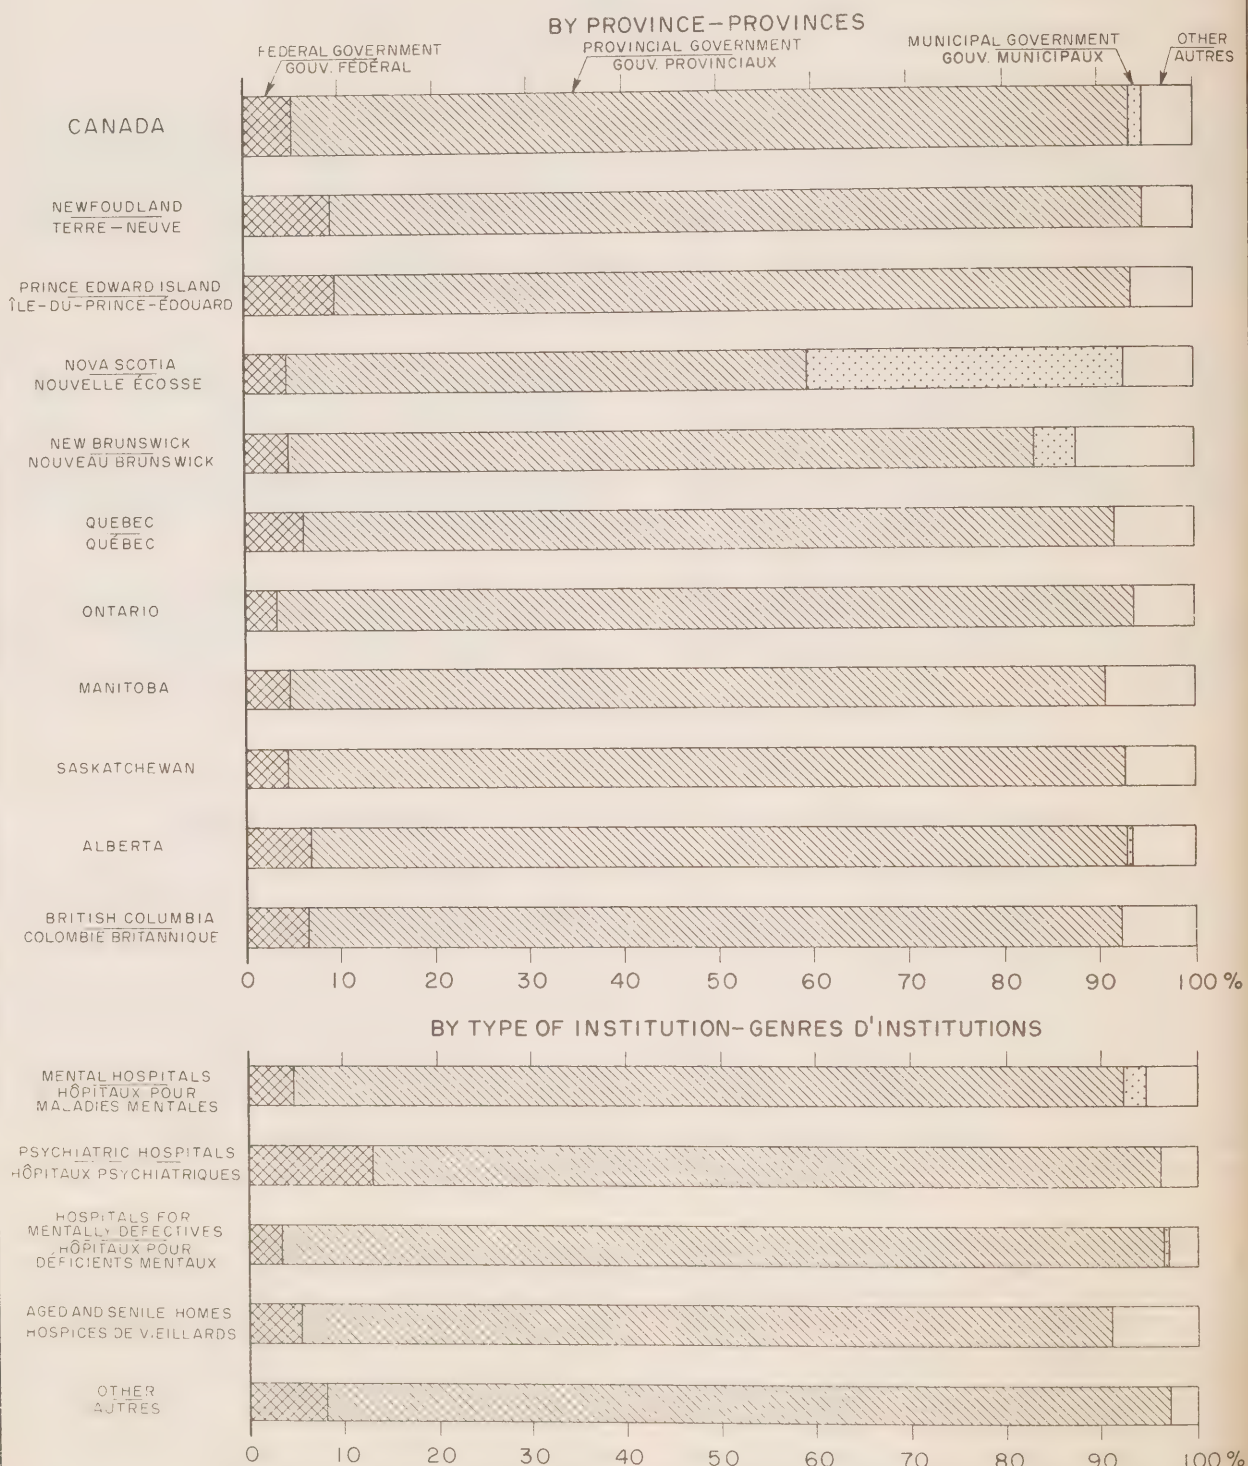 BY PROVINCE-PROVINCES
FEDERAL GOVERNMENT
GOUV. FÉDÉRAL
PROVINCIAL GOVERNMENT
GOUV. PROVINCIAUX
MUNICIPAL GOVERNMENT
GOUV. MUNICIPAUX
OTHER
AUTRES
CANADA
NEWFOUDLAND
TERRE-NEUVE
PRINCE EDWARD ISLAND
ÎLE-DU-PRINCE-ÉDOUARD
NOVA SCOTIA
NOUVELLE ÉCOSSE
NEW BRUNSWICK
NOUVEAU BRUNSWICK
QUEBEC
QUÉBEC
ONTARIO
MANITOBA
SASKATCHEWAN
ALBERTA
BRITISH COLUMBIA
COLOMBIE BRITANNIQUE
0 10 20 30 40 50 60 70 80 90 100%
BY TYPE OF INSTITUTION-GENRES D'INSTITUTIONS
MENTAL HOSPITALS
HÔPITAUX POUR
MALADIES MENTALES
PSYCHIATRIC HOSPITALS
HÔPITAUX PSYCHIATRIQUES
HOSPITALS FOR
MENTALLY DEFECTIVES
HÔPITAUX POUR
DÉFICIENTS MENTAUX
AGED AND SENILE HOMES
HOSPICES DE VIEILLARDS
OTHER
AUTRES
0 10 20 30 40 50 60 70 80 90 100%